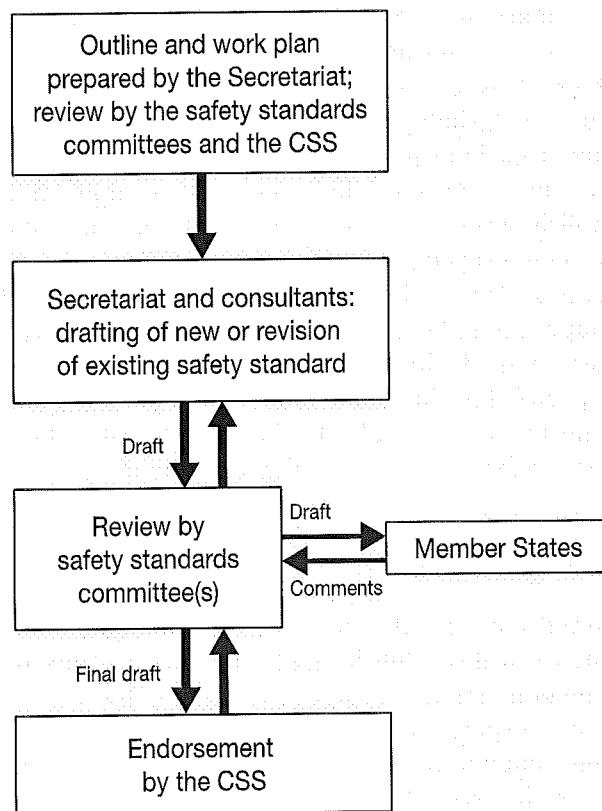 Outline and work plan
prepared by the Secretariat;
review by the safety standards
committees and the CSS
Secretariat and consultants:
drafting of new or revision
of existing safety standard
Draft
Review by
safety standards
committee(s)
Draft
Member States
Comments
Final draft
Endorsement
by the CSS